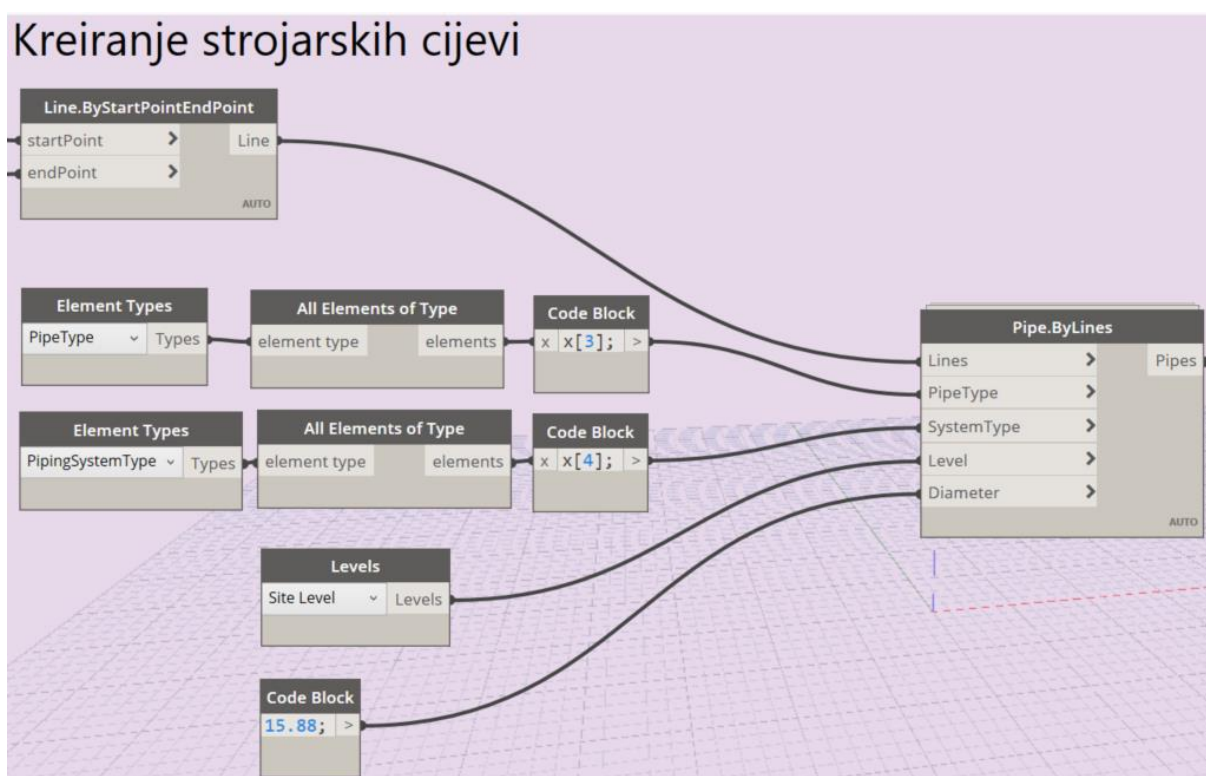 Kreiranje strojarskih cijevi
Line.ByStartPointEndPoint
startPoint > Line
endPoint >
AUTO
Element Types
PipeType Types
All Elements of Type
element type elements
Code Block
x x[3]; >
Pipe.ByLines
Lines > Pipes
PipeType >
SystemType >
Level >
Diameter >
AUTO
Element Types
PipingSystemType Types
All Elements of Type
element type elements
Code Block
x x[4]; >
Levels
Site Level Levels
Code Block
15.88; >